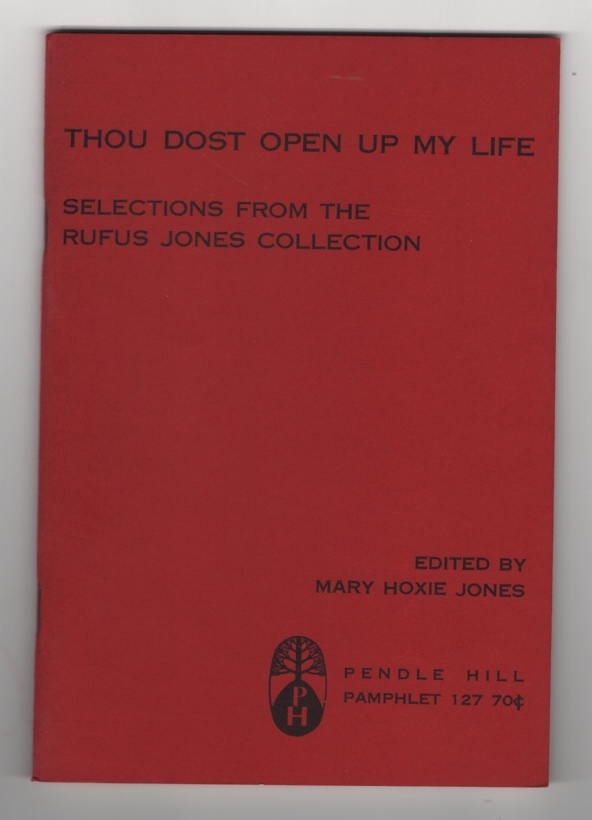 THOU DOST OPEN UP MY LIFE
SELECTIONS FROM THE
RUFUS JONES COLLECTION
EDITED BY
MARY HOXIE JONES
PH
PENDLE HILL
PAMPHLET 127 70¢